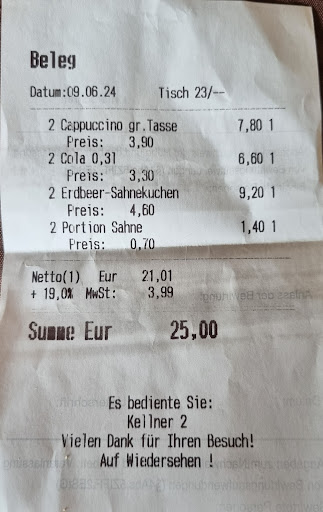 Beleg
Datum:09.06.24 Tisch 23/--
2 Cappuccino gr.Tasse 7,80 1
Preis: 3,90
2 Cola 0,3l 6,60 1
Preis: 3,30
2 Erdbeer-Sahnekuchen 9,20 1
Preis: 4,60
2 Portion Sahne 1,40 1
Preis: 0,70
Netto(1) Eur 21,01
+ 19,0% MwSt: 3,99
Summe Eur 25,00
Es bediente Sie:
Kellner 2
Vielen Dank für Ihren Besuch!
Auf Wiedersehen !